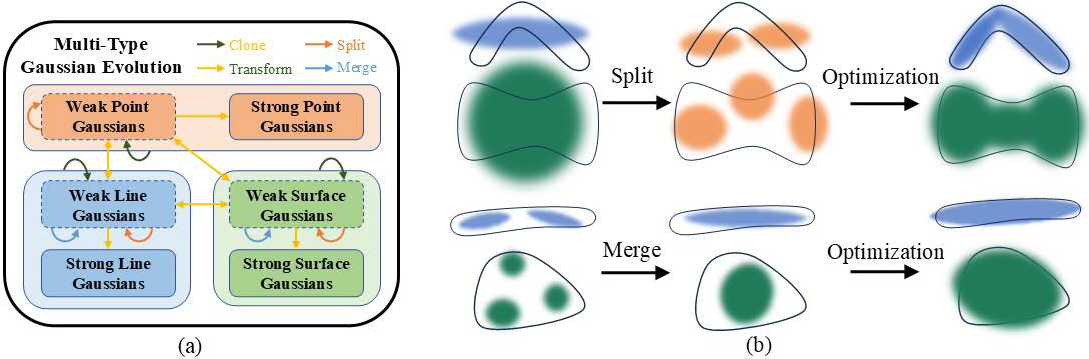 Multi-Type
Gaussian Evolution
Clone
Split
Transform
Merge
Weak Point
Gaussians
Strong Point
Gaussians
Weak Line
Gaussians
Weak Surface
Gaussians
Strong Line
Gaussians
Strong Surface
Gaussians
(a)
Split
Optimization
Merge
Optimization
(b)